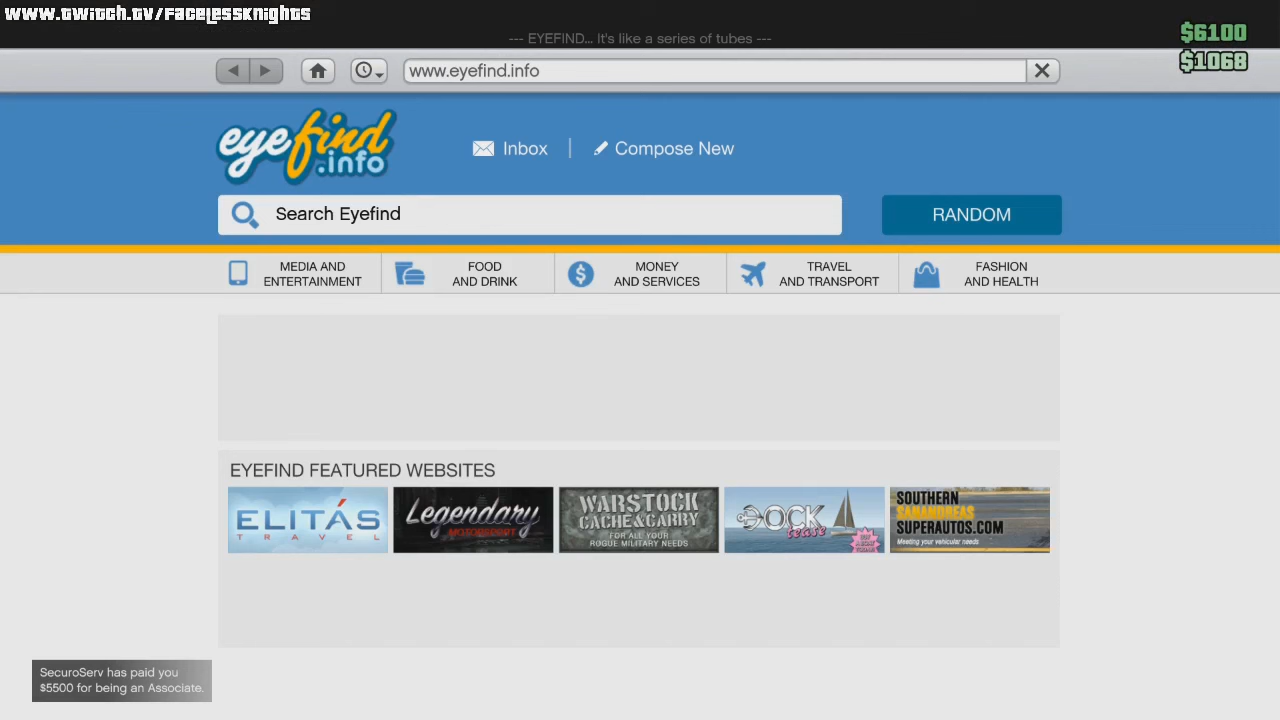 www.twitch.tv/FacelessKnights
--- EYEFIND... It's like a series of tubes ---
$6100
$1068
www.eyefind.info
eyefind
.info
Inbox
Compose New
Search Eyefind
RANDOM
MEDIA AND
ENTERTAINMENT
FOOD
AND DRINK
MONEY
AND SERVICES
TRAVEL
AND TRANSPORT
FASHION
AND HEALTH
EYEFIND FEATURED WEBSITES
ELITÁS
TRAVEL
Legendary
MOTORSPORT
WARSTOCK
CACHE&CARRY
FOR ALL YOUR
ROGUE MILITARY NEEDS
DOCK
tease
SOUTHERN
SANANDREAS
SUPERAUTOS.COM
Meeting your vehicular needs
SecuroServ has paid you
$5500 for being an Associate.